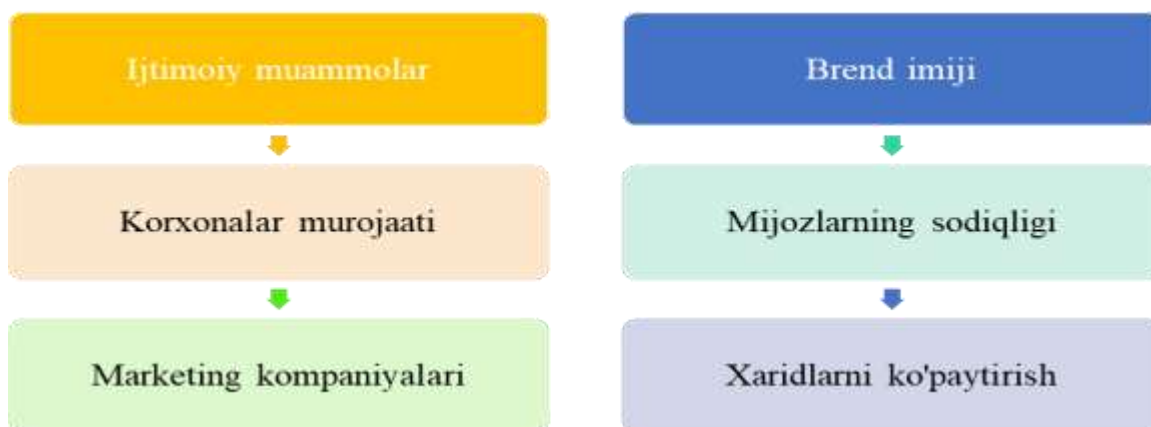 Ijtimoiy muammolar
Korxonalar murojaati
Marketing kompaniyalari
Brend imiji
Mijozlarning sodiqligi
Xaridlarni ko'paytirish